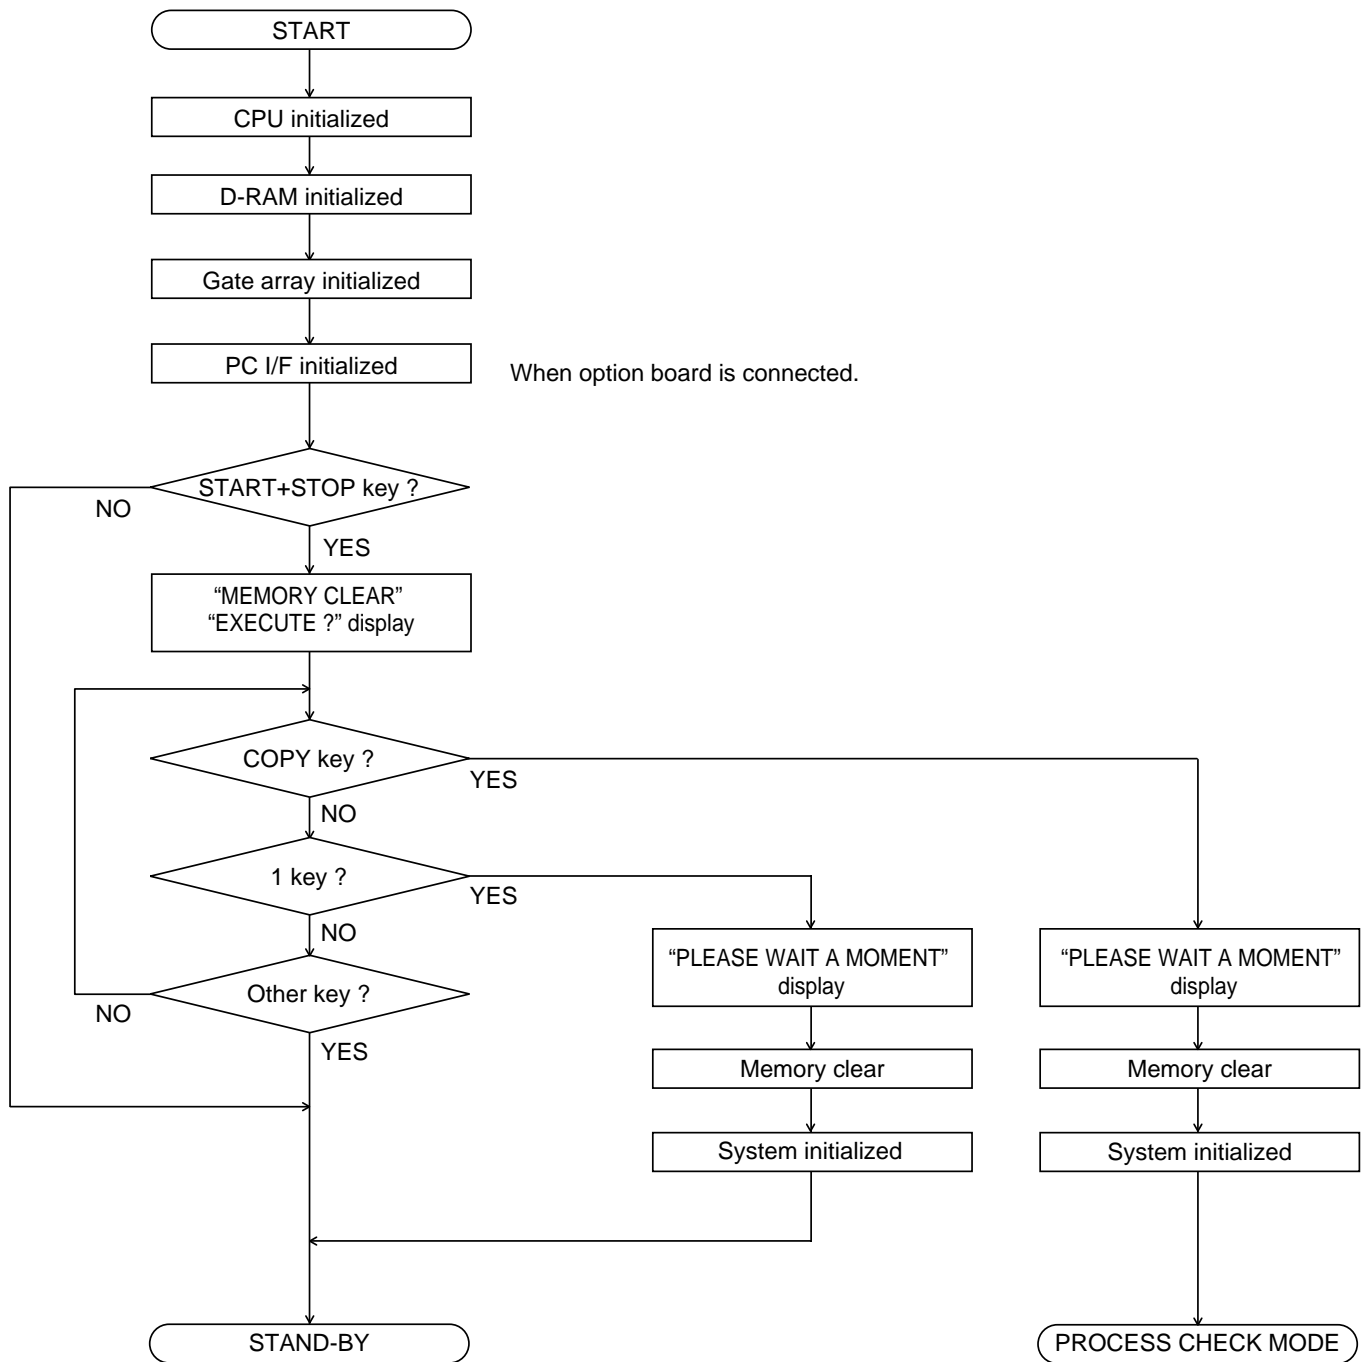 START
CPU initialized
D-RAM initialized
Gate array initialized
PC I/F initialized
When option board is connected.
START+STOP key ?
NO
YES
“MEMORY CLEAR”
“EXECUTE ?” display
COPY key ?
YES
NO
1 key ?
YES
NO
Other key ?
NO
YES
“PLEASE WAIT A MOMENT”
display
Memory clear
System initialized
“PLEASE WAIT A MOMENT”
display
Memory clear
System initialized
STAND-BY
PROCESS CHECK MODE